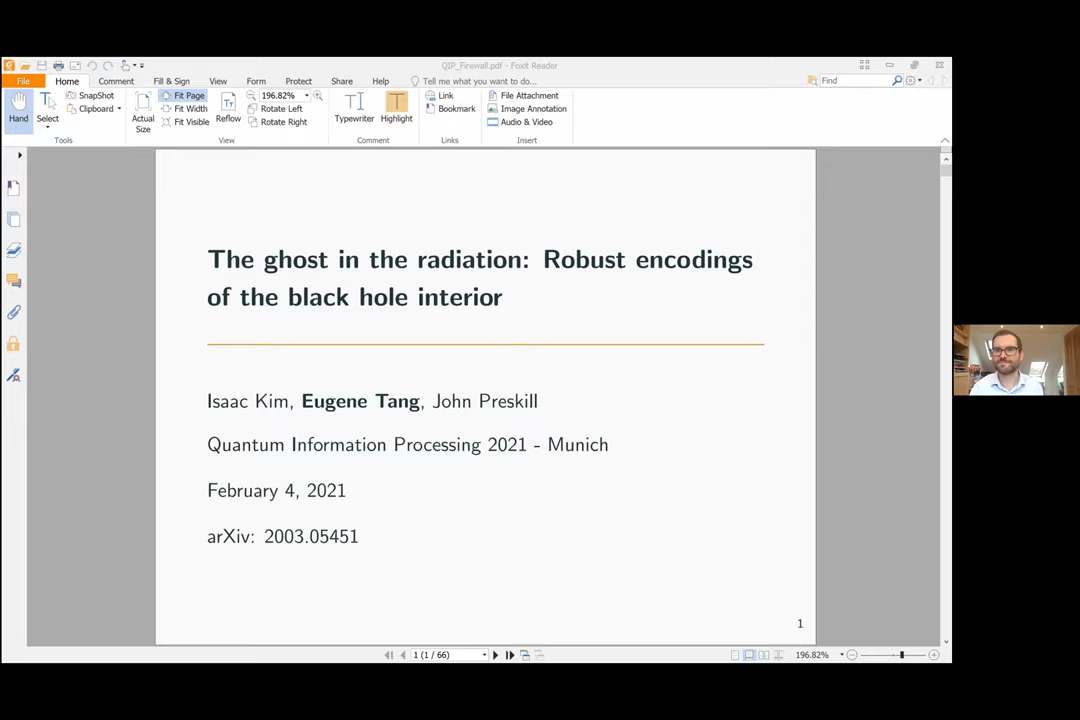 QIP_Firewall.pdf - Foxit Reader
File Home Comment Fill & Sign View Form Protect Share Help Tell me what you want to do... Find
Hand
Select
SnapShot
Clipboard
Tools
Actual Size
Fit Page
Fit Width
Fit Visible
Reflow
196.82%
Rotate Left
Rotate Right
View
Typewriter
Highlight
Comment
Link
Bookmark
Links
File Attachment
Image Annotation
Audio & Video
Insert
The ghost in the radiation: Robust encodings
of the black hole interior
Isaac Kim, Eugene Tang, John Preskill
Quantum Information Processing 2021 - Munich
February 4, 2021
arXiv: 2003.05451
1
1 (1 / 66)
196.82%